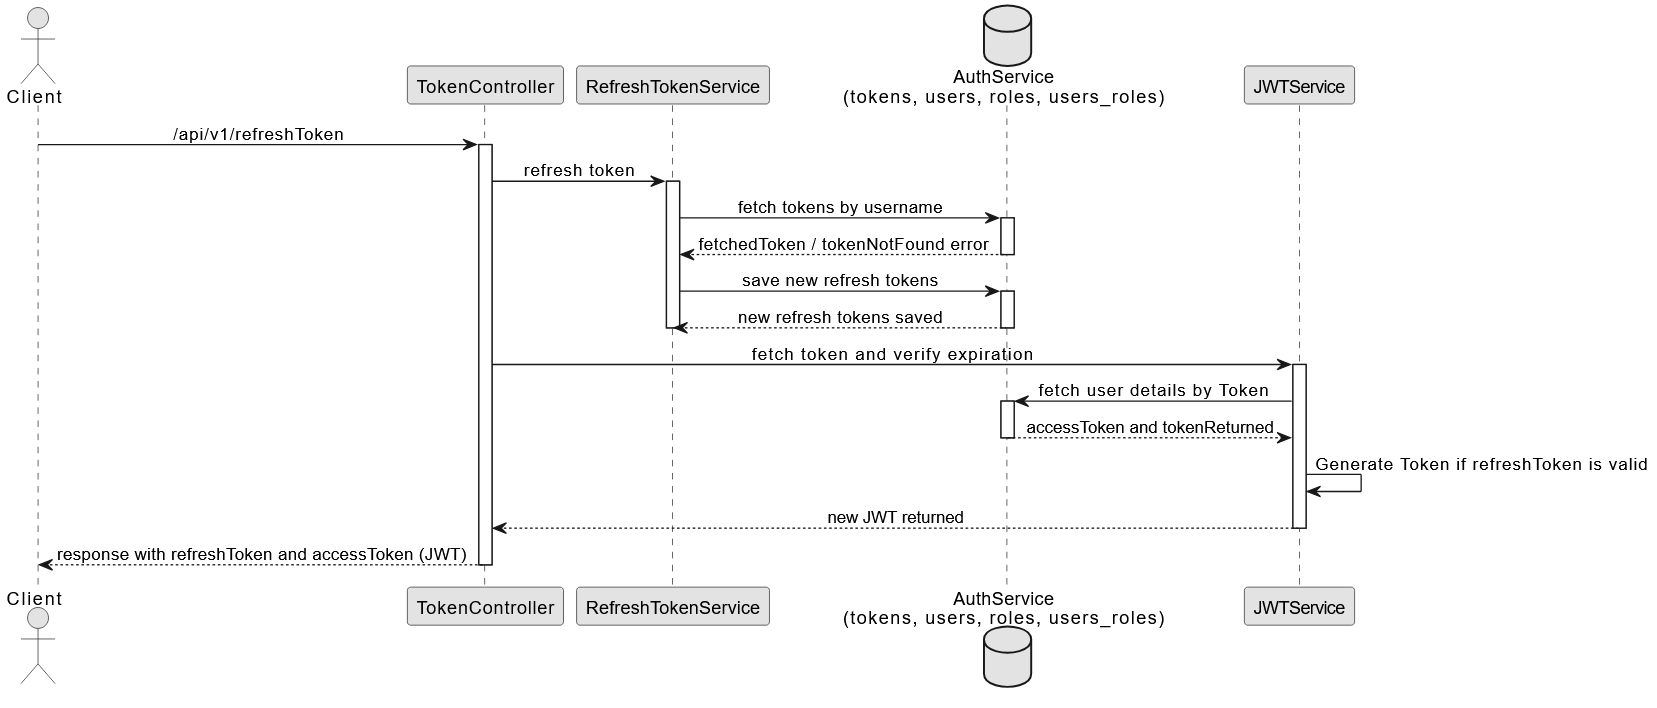 Client
TokenController
RefreshTokenService
AuthService
(tokens, users, roles, users_roles)
JWTService
/api/v1/refreshToken
refresh token
fetch tokens by username
fetchedToken / tokenNotFound error
save new refresh tokens
new refresh tokens saved
fetch token and verify expiration
fetch user details by Token
accessToken and tokenReturned
Generate Token if refreshToken is valid
new JWT returned
response with refreshToken and accessToken (JWT)
Client
TokenController
RefreshTokenService
AuthService
(tokens, users, roles, users_roles)
JWTService